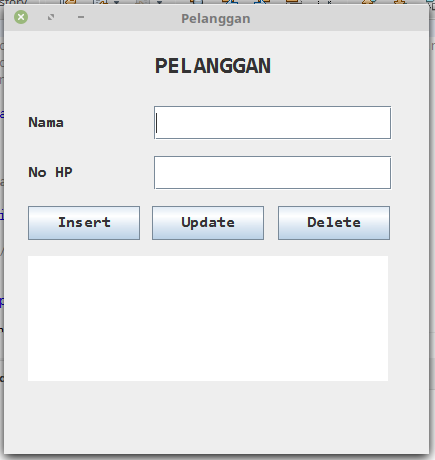 Pelanggan
PELANGGAN
Nama
No HP
Insert Update Delete